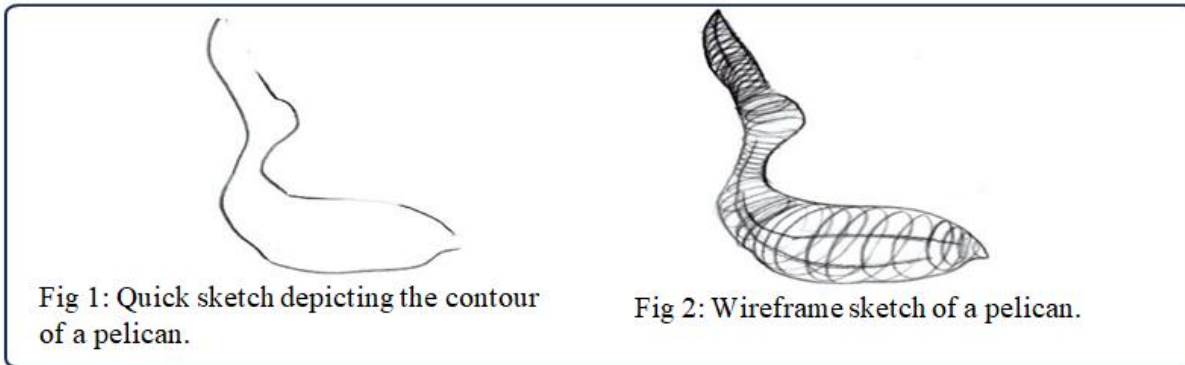 Fig 1: Quick sketch depicting the contour
of a pelican.
Fig 2: Wireframe sketch of a pelican.